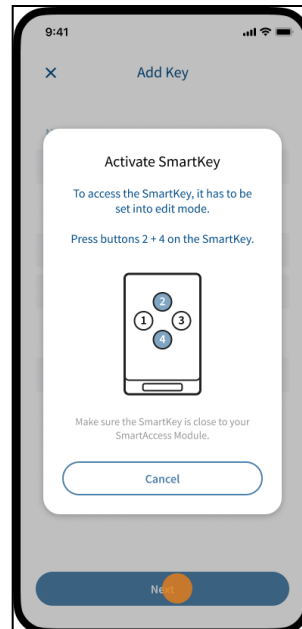 9:41
Add Key
Activate SmartKey
To access the SmartKey, it has to be
set into edit mode.
Press buttons 2 + 4 on the SmartKey.
2
1 3
4
Make sure the SmartKey is close to your
SmartAccess Module.
Cancel
Next